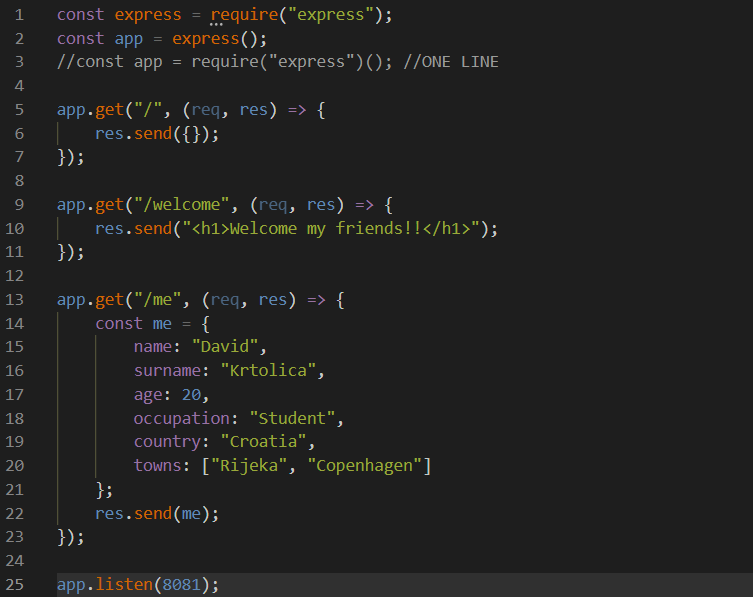 1 const express = require("express");
2 const app = express();
3 //const app = require("express")(); //ONE LINE
4
5 app.get("/", (req, res) => {
6     res.send({});
7 });
8
9 app.get("/welcome", (req, res) => {
10     res.send("<h1>Welcome my friends!!</h1>");
11 });
12
13 app.get("/me", (req, res) => {
14     const me = {
15         name: "David",
16         surname: "Krtolica",
17         age: 20,
18         occupation: "Student",
19         country: "Croatia",
20         towns: ["Rijeka", "Copenhagen"]
21     };
22     res.send(me);
23 });
24
25 app.listen(8081);